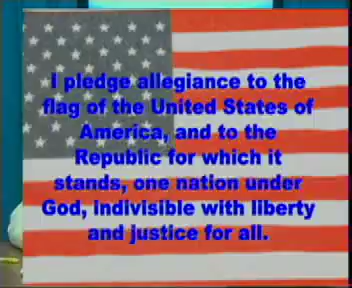 I pledge allegiance to the
flag of the United States of
America, and to the
Republic for which it
stands, one nation under
God, indivisible with liberty
and justice for all.